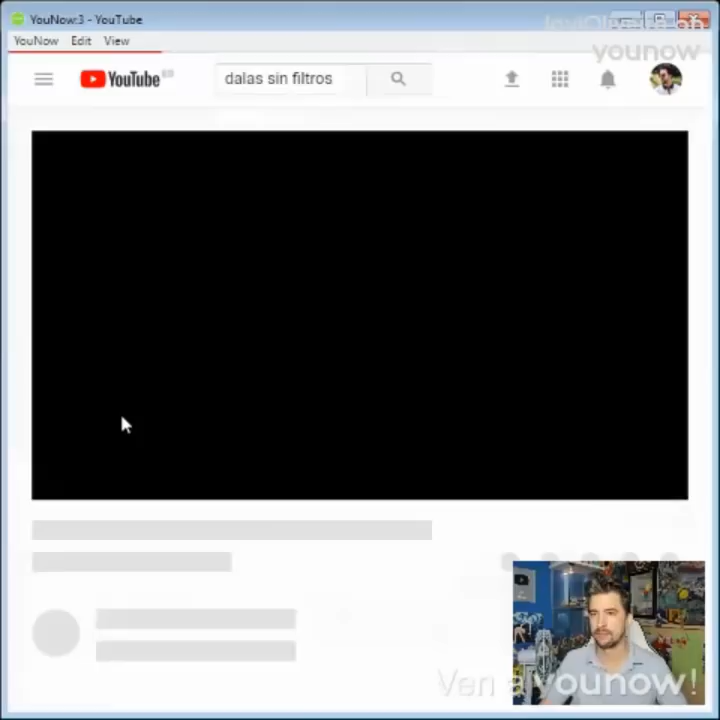 YouNow:3 - YouTube
younow
YouNow Edit View
YouTube
dalas sin filtros
Ven a younow!